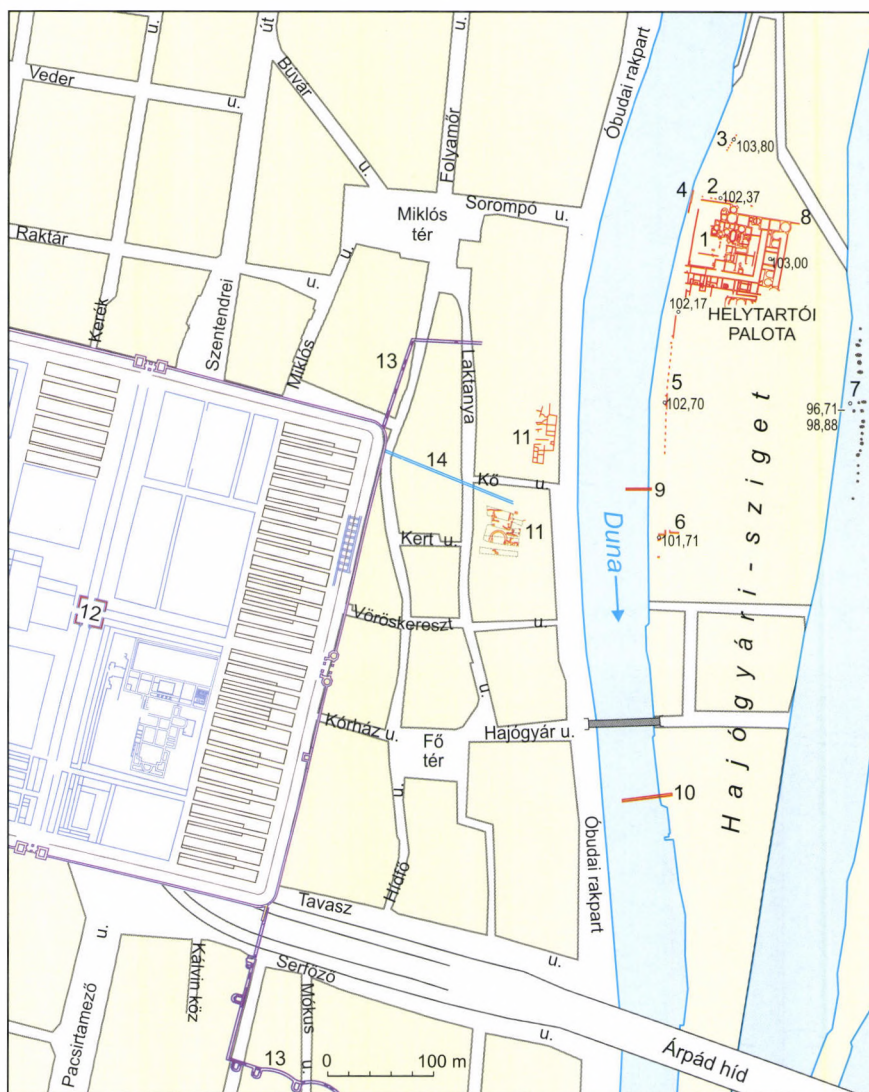 Veder
u.
u.
út
Búvár
u.
Folyamőr
u.
Óbudai rakpart
3
103,80
4
2
102,37
8
1
103,00
102,17
HELYTARTÓI
PALOTA
Miklós
tér
Sorompó
u.
Raktár
u.
Kerék
Szentendrei
Miklós
u.
13
Laktanya
11
5
102,70
7
96,71
98,88
14
Kő
u.
11
9
6
101,71
Kert u.
Duna
Hajógyári-sziget
12
Vöröskereszt
u.
u.
Kórház u.
Fő
tér
Hajógyár u.
10
u.
Hídfő
Óbudai rakpart
Tavasz
u.
Serfőző
u.
u.
Pacsirtamező
Kálvin köz
Mókus
u.
13
0
100 m
Árpád híd